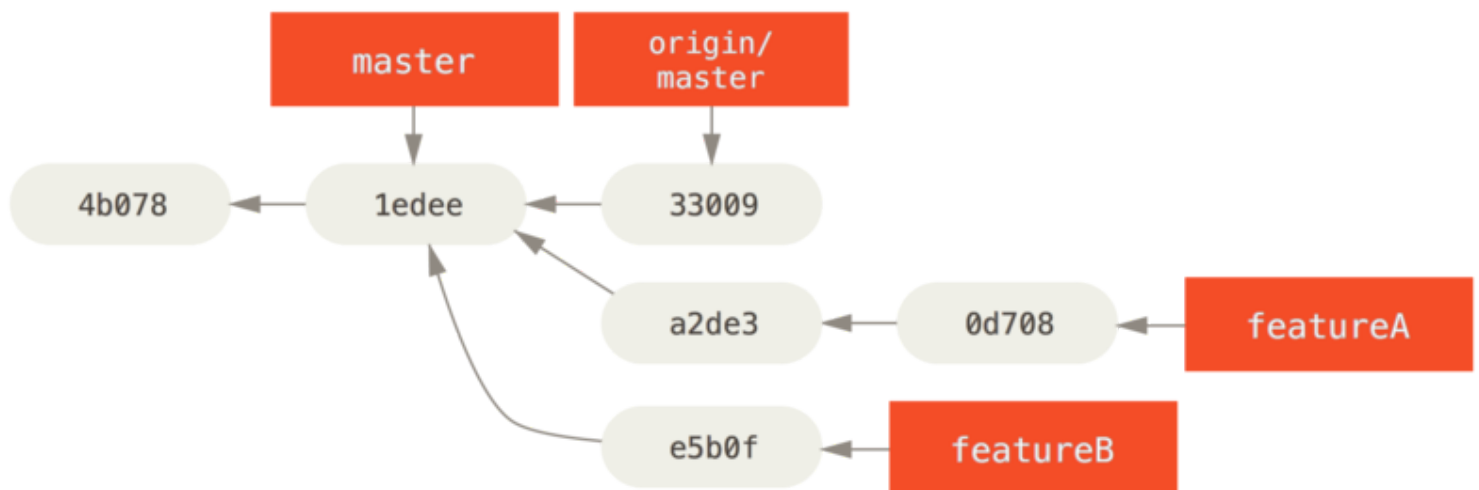 master
origin/
master
4b078
1edee
33009
a2de3
0d708
featureA
e5b0f
featureB